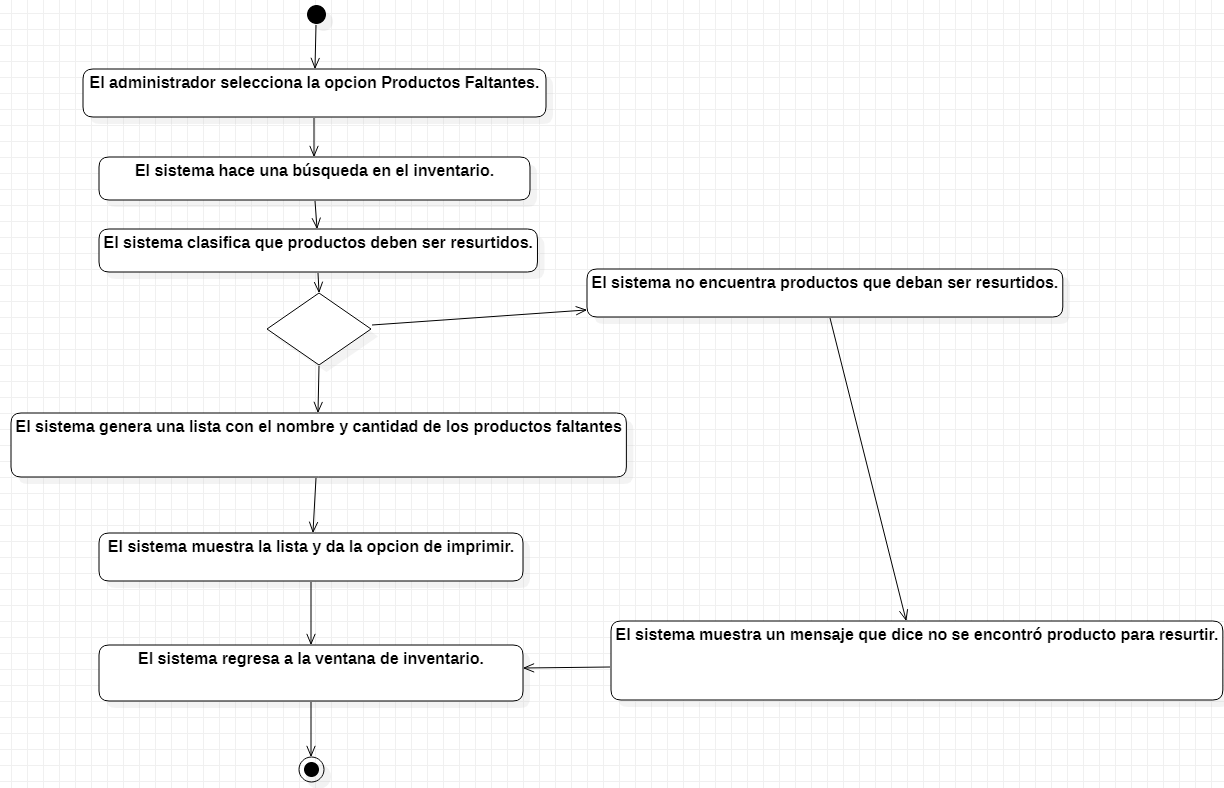 El administrador selecciona la opcion Productos Faltantes.
El sistema hace una búsqueda en el inventario.
El sistema clasifica que productos deben ser resurtidos.
El sistema no encuentra productos que deban ser resurtidos.
El sistema genera una lista con el nombre y cantidad de los productos faltantes
El sistema muestra la lista y da la opcion de imprimir.
El sistema muestra un mensaje que dice no se encontró producto para resurtir.
El sistema regresa a la ventana de inventario.